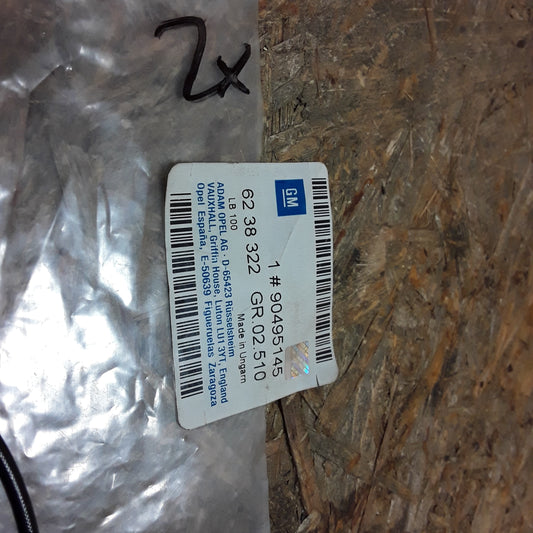 2x
GM
1 # 90495145
62 38 322 GR.02.510
LB 100 Made in Ungarn
ADAM OPEL AG · D-65423 Rüsselsheim
VAUXHALL, Griffin House, Luton LU1 3YT, England
Opel España, E-50639 Figueruelas Zaragoza